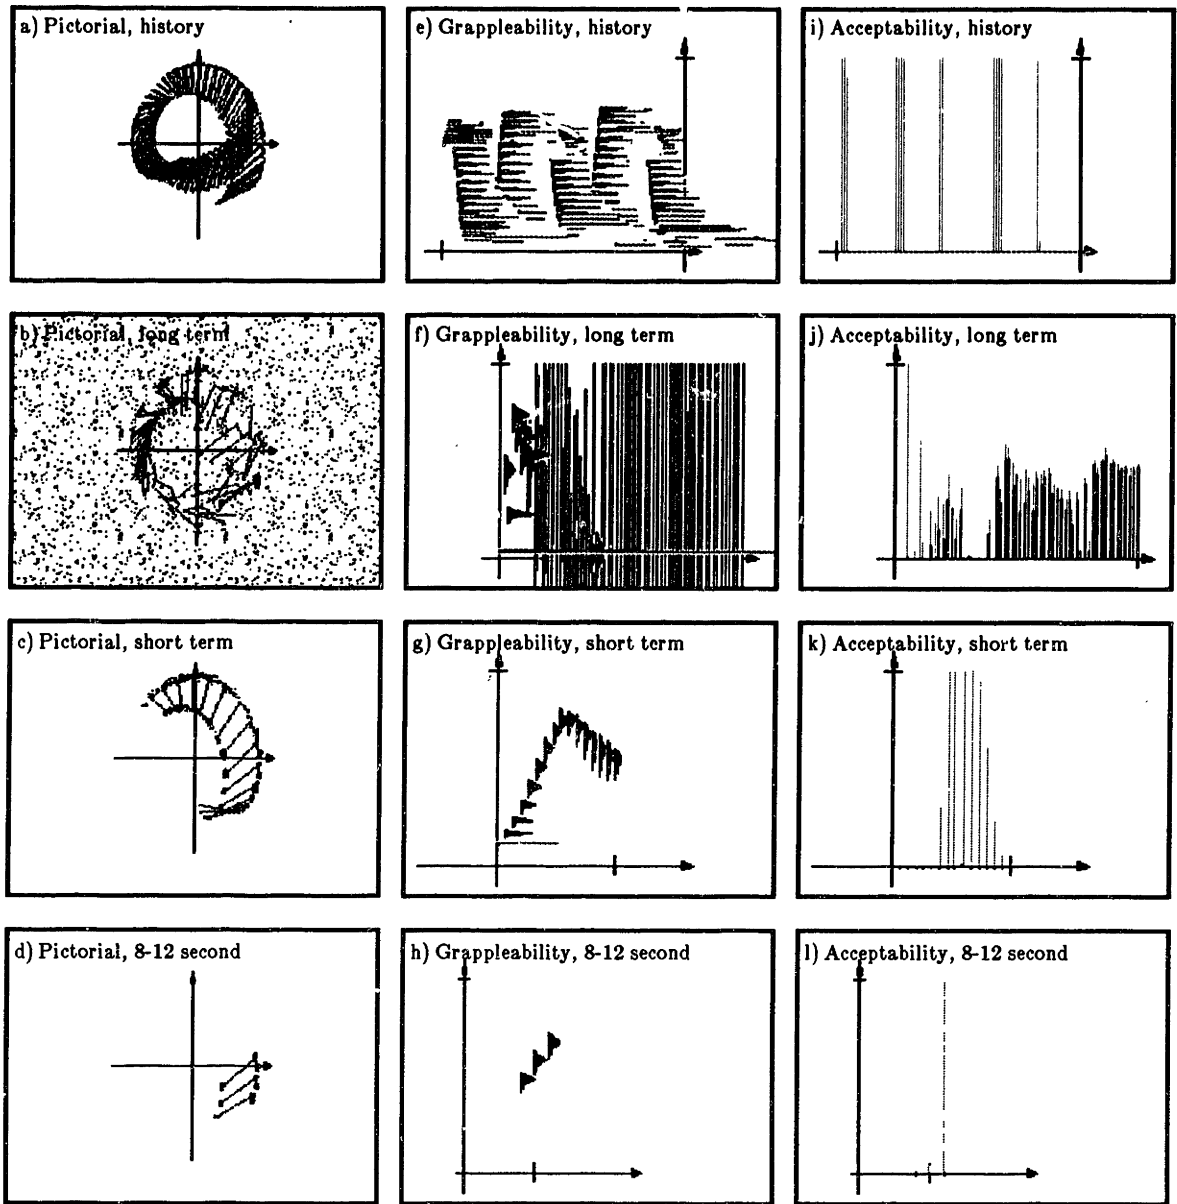 a) Pictorial, history
e) Grappleability, history
i) Acceptability, history
b) Pictorial, long term
f) Grappleability, long term
j) Acceptability, long term
c) Pictorial, short term
g) Grappleability, short term
k) Acceptability, short term
d) Pictorial, 8-12 second
h) Grappleability, 8-12 second
l) Acceptability, 8-12 second